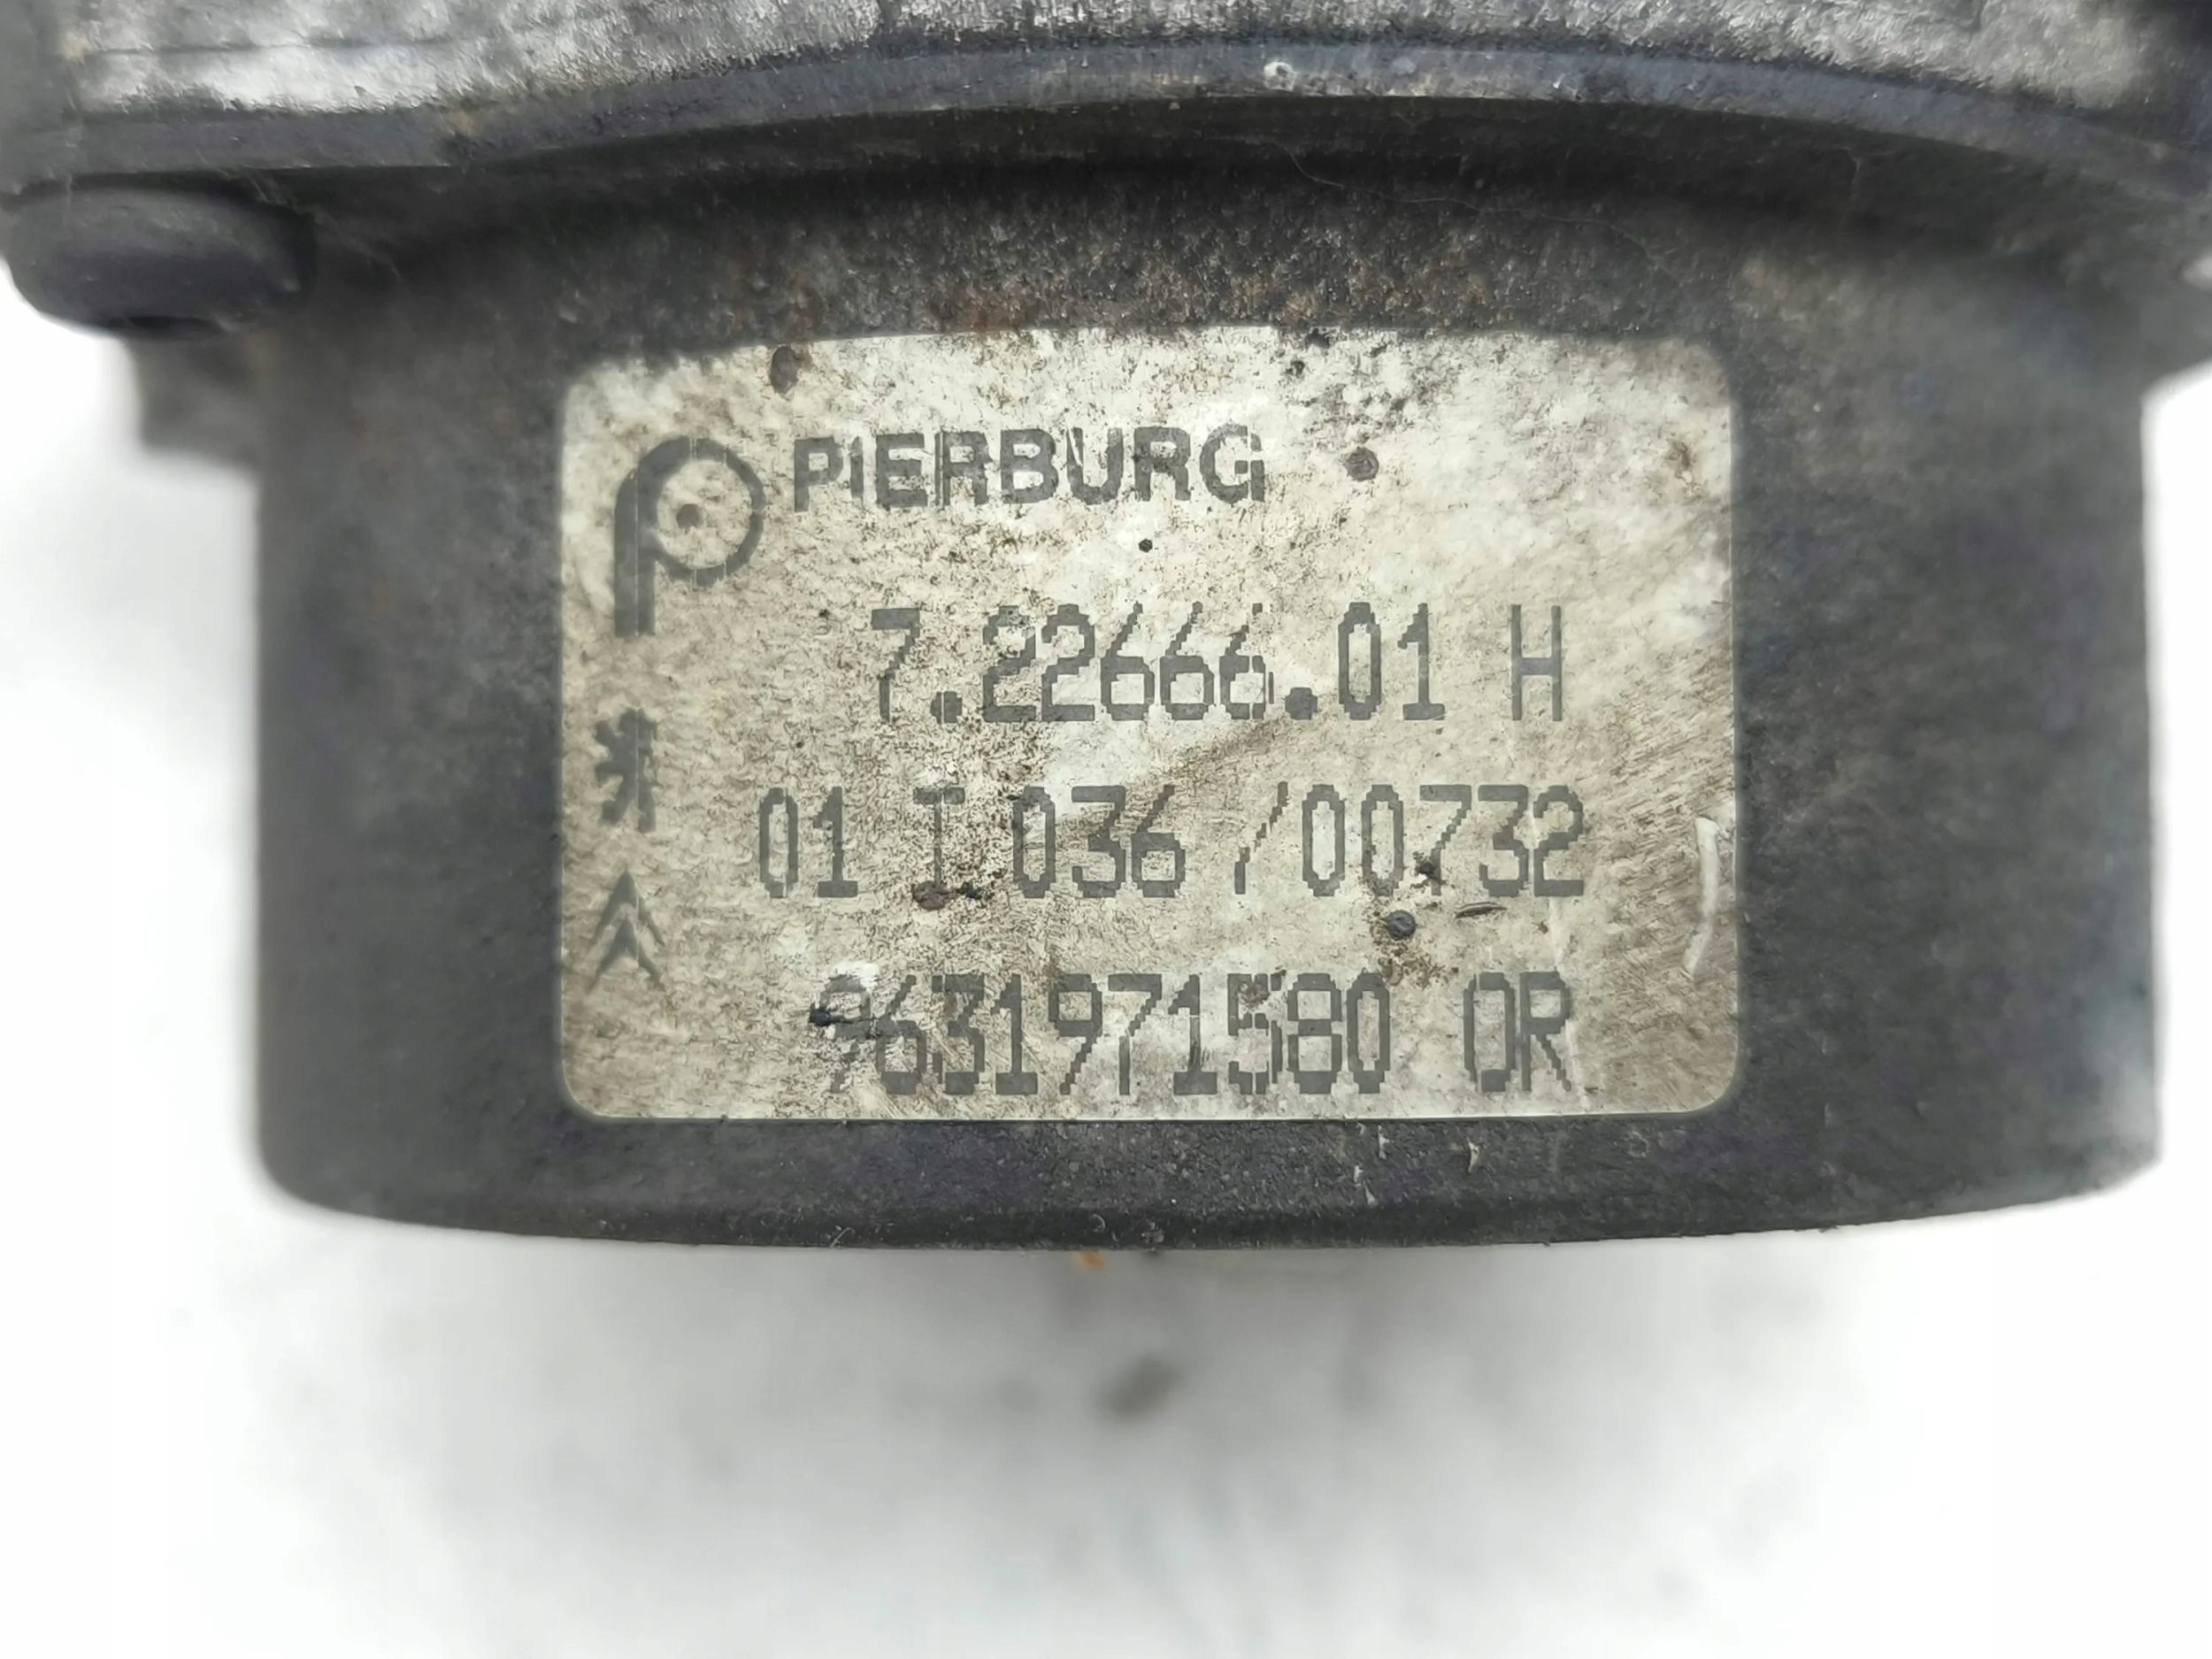 PIERBURG
7.22666.01 H
01 T 036 /00732
9631971580 OR